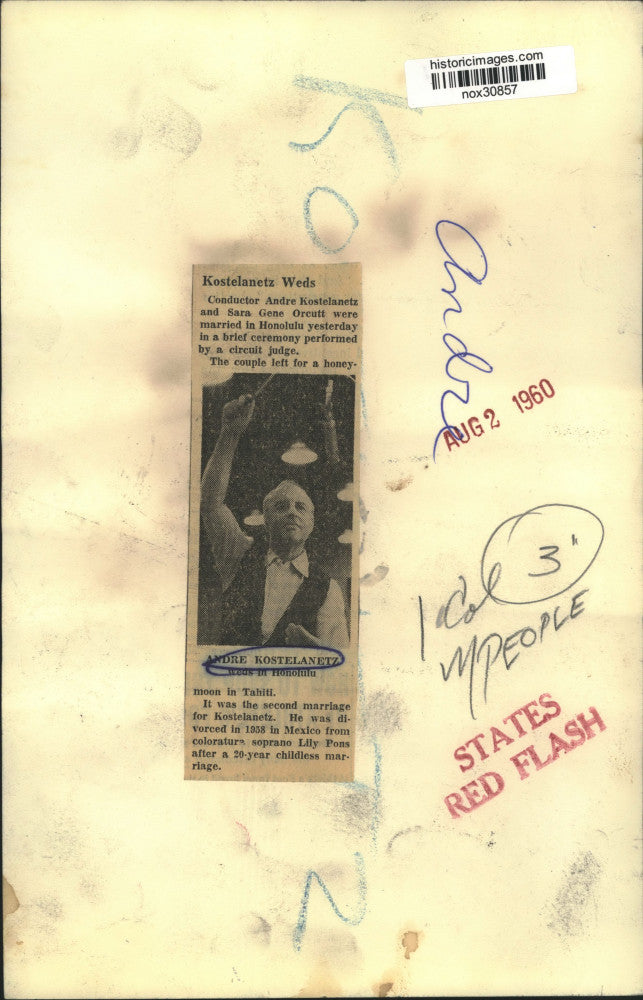 historicimages.com
nox30857
KO
Andre
AUG 2 1960
Kostelanetz Weds
Conductor Andre Kostelanetz
and Sara Gene Orcutt were
married in Honolulu yesterday
in a brief ceremony performed
by a circuit judge.
The couple left for a honey-
ANDRE KOSTELANETZ
Weds in Honolulu
moon in Tahiti.
It was the second marriage
for Kostelanetz. He was di-
vorced in 1958 in Mexico from
coloratura soprano Lily Pons
after a 20-year childless mar-
riage.
1 Col 3"
PEOPLE
STATES
RED FLASH